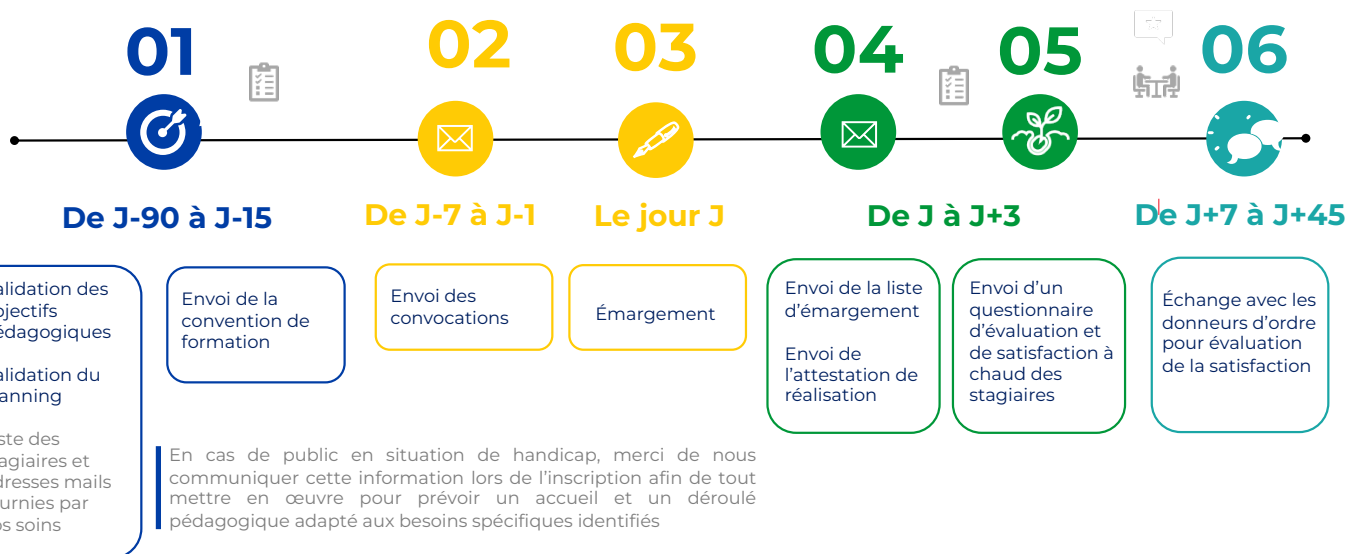 01
02
03
04
05
06
De J-90 à J-15
De J-7 à J-1
Le jour J
De J à J+3
De J+7 à J+45
alidation des
bjectifs
édagogiques
alidation du
anning
ste des
agiaires et
dresses mails
ournies par
os soins
Envoi de la
convention de
formation
Envoi des
convocations
Émargement
Envoi de la liste
d’émargement
Envoi de
l’attestation de
réalisation
Envoi d’un
questionnaire
d’évaluation et
de satisfaction à
chaud des
stagiaires
Échange avec les
donneurs d’ordre
pour évaluation
de la satisfaction
En cas de public en situation de handicap, merci de nous
communiquer cette information lors de l’inscription afin de tout
mettre en œuvre pour prévoir un accueil et un déroulé
pédagogique adapté aux besoins spécifiques identifiés